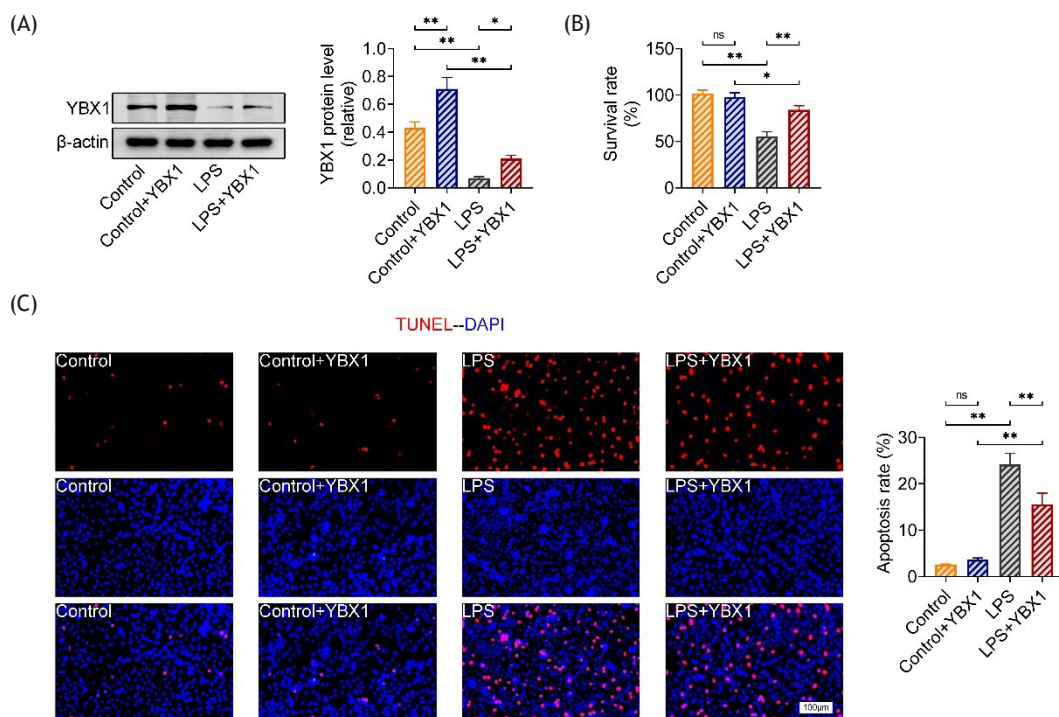 (A)
YBX1
β-actin
Control
Control+YBX1
LPS
LPS+YBX1
YBX1 protein level
(relative)
1.0
0.8
0.6
0.4
0.2
0.0
**
*
**
**
Control
Control+YBX1
LPS
LPS+YBX1
(B)
Survival rate
(%)
150
100
50
0
ns
**
**
*
Control
Control+YBX1
LPS
LPS+YBX1
(C)
TUNEL--DAPI
Control
Control+YBX1
LPS
LPS+YBX1
Control
Control+YBX1
LPS
LPS+YBX1
Control
Control+YBX1
LPS
LPS+YBX1
100μm
Apoptosis rate (%)
30
20
10
0
ns
**
**
**
Control
Control+YBX1
LPS
LPS+YBX1